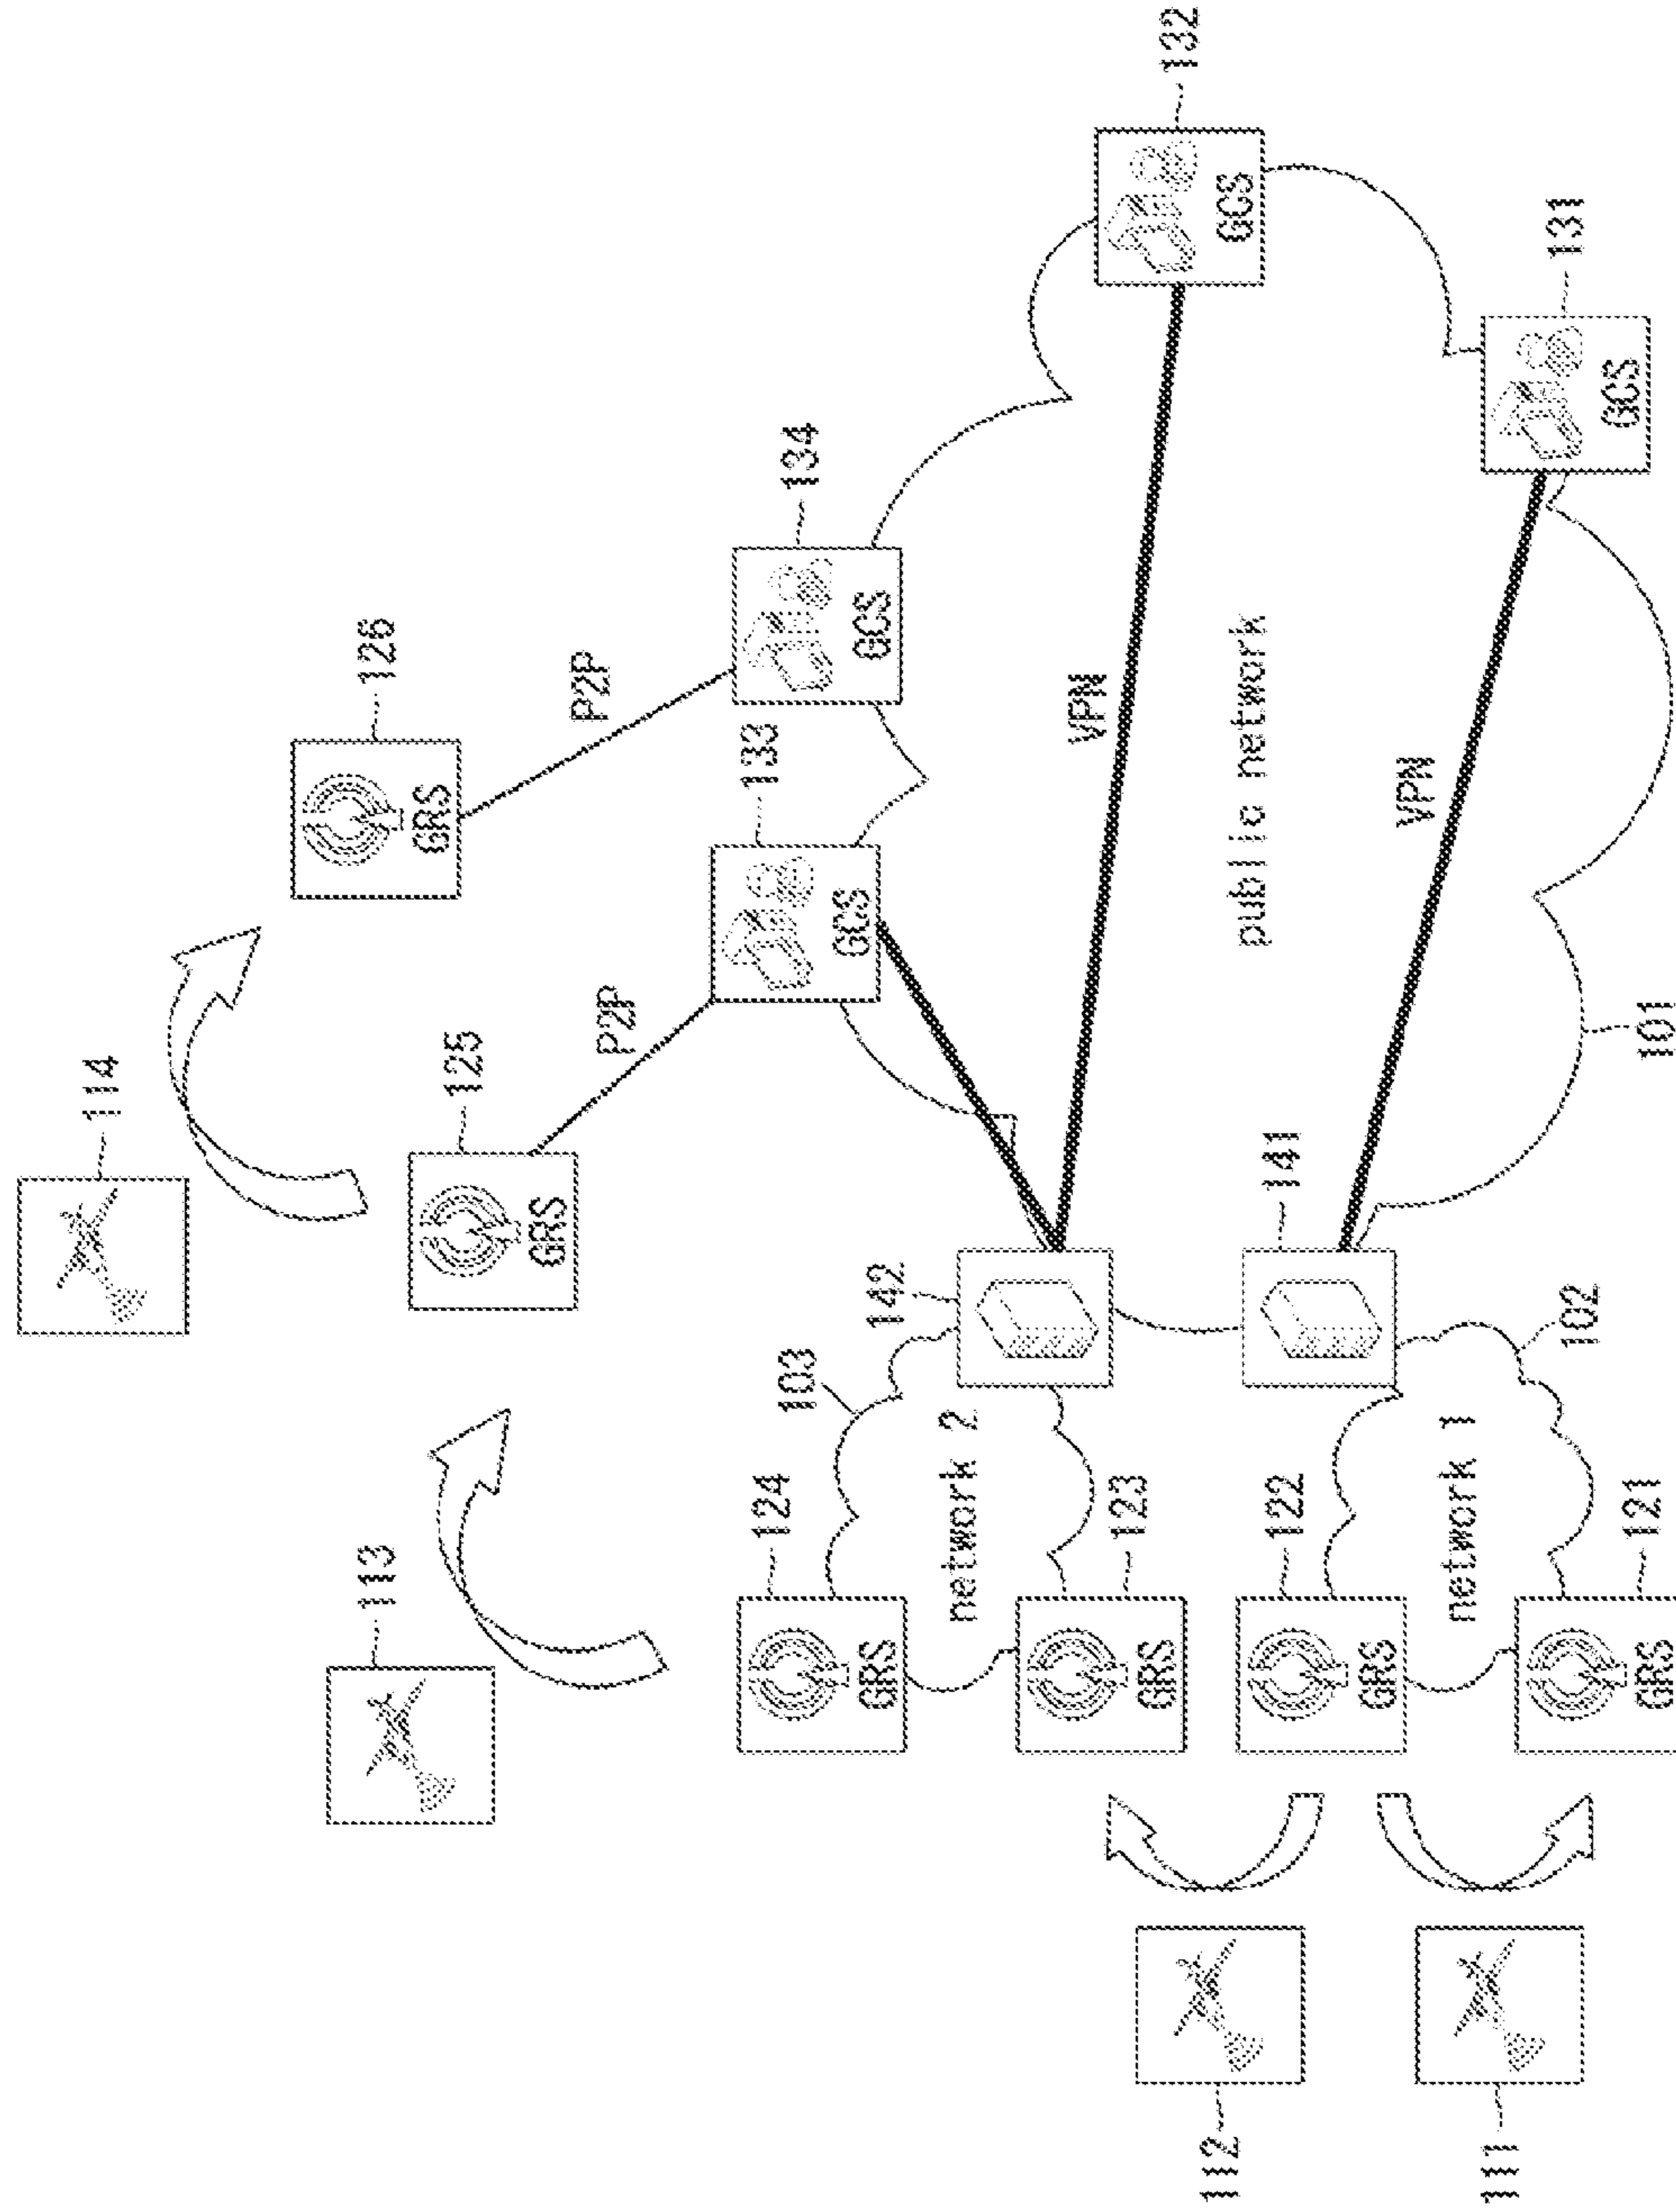 114
113
126
GRS
125
GRS
P2P
P2P
124
133
134
103
GRS
GCS
GCS
142
network 2
VPN
123
GRS
132
112
GCS
public network
122
141
GRS
VPN
network 1
111
131
102
GCS
121
101
GRS